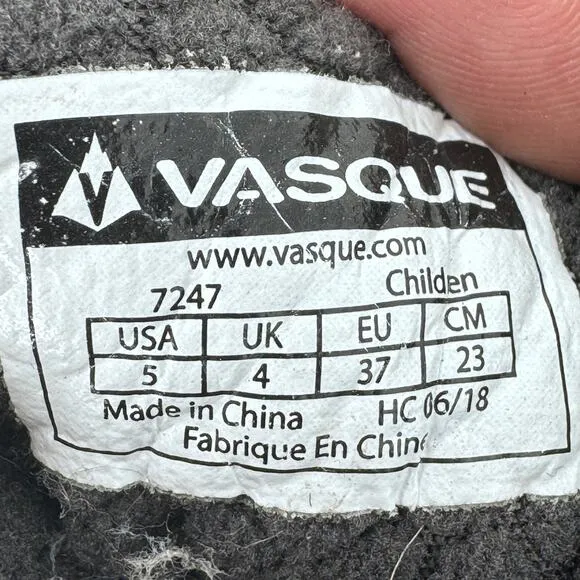 VASQUE
www.vasque.com
7247 Childen
USA UK EU CM
5 4 37 23
Made in China HC 06/18
Fabrique En Chine